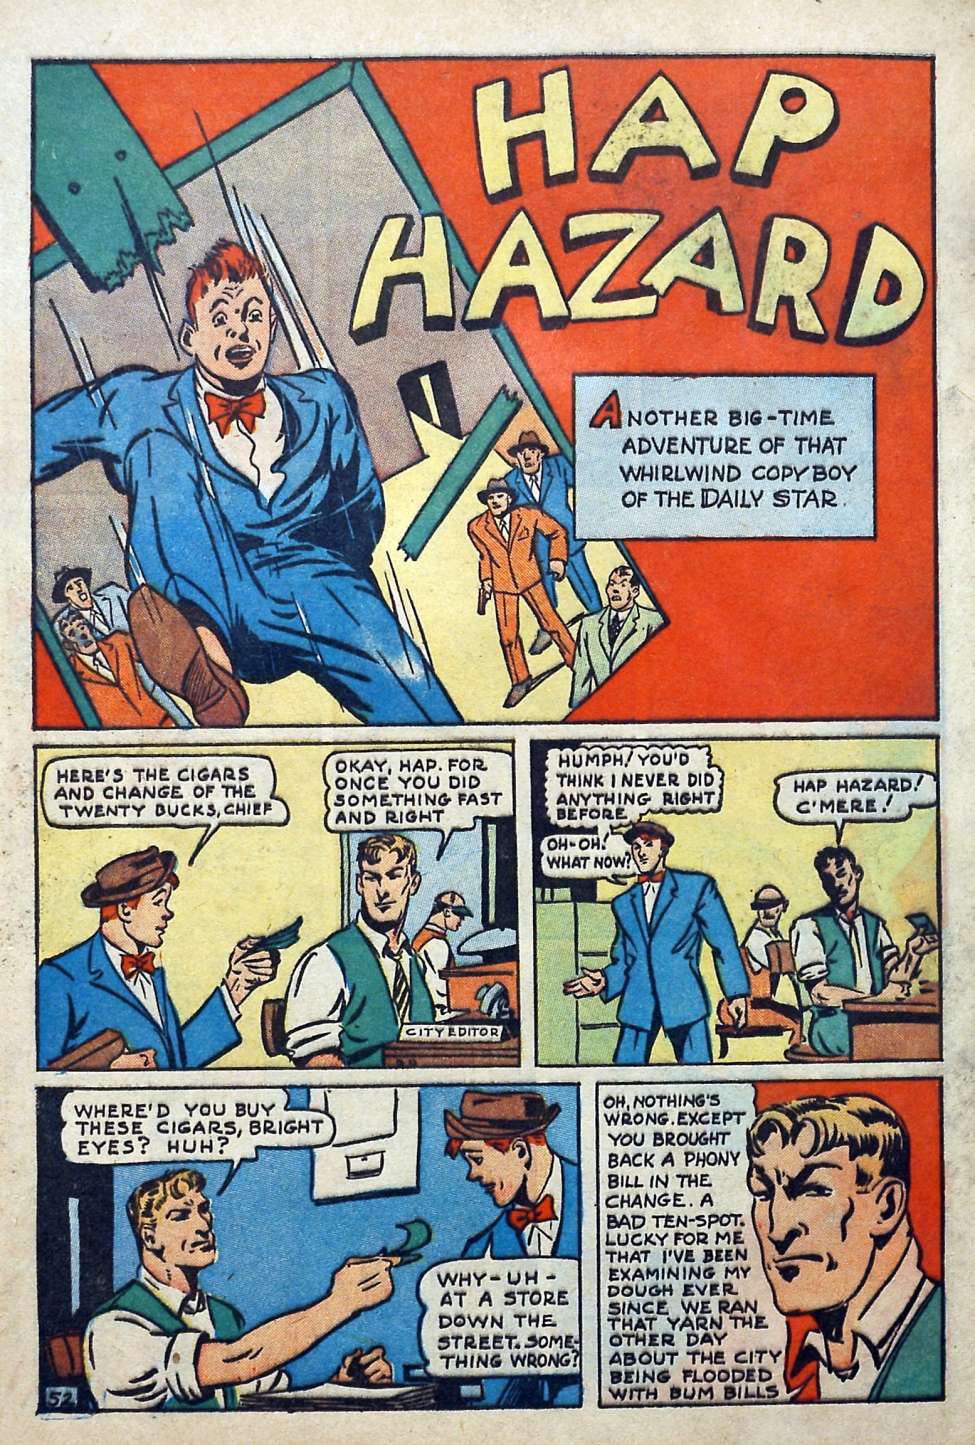 HAP
HAZARD
ANOTHER BIG-TIME
ADVENTURE OF THAT
WHIRLWIND COPY BOY
OF THE DAILY STAR.
HERE'S THE CIGARS
AND CHANGE OF THE
TWENTY BUCKS, CHIEF
OKAY, HAP. FOR
ONCE YOU DID
SOMETHING FAST
AND RIGHT
CITY EDITOR
HUMPH! YOU'D
THINK I NEVER DID
ANYTHING RIGHT
BEFORE
OH-OH!
WHAT NOW?
HAP HAZARD!
C'MERE!
WHERE'D YOU BUY
THESE CIGARS, BRIGHT
EYES? HUH?
WHY-UH-
AT A STORE
DOWN THE
STREET. SOME-
THING WRONG?
OH, NOTHING'S
WRONG. EXCEPT
YOU BROUGHT
BACK A PHONY
BILL IN THE
CHANGE. A
BAD TEN-SPOT.
LUCKY FOR ME
THAT I'VE BEEN
EXAMINING MY
DOUGH EVER
SINCE WE RAN
THAT YARN THE
OTHER DAY
ABOUT THE CITY
BEING FLOODED
WITH BUM BILLS
52